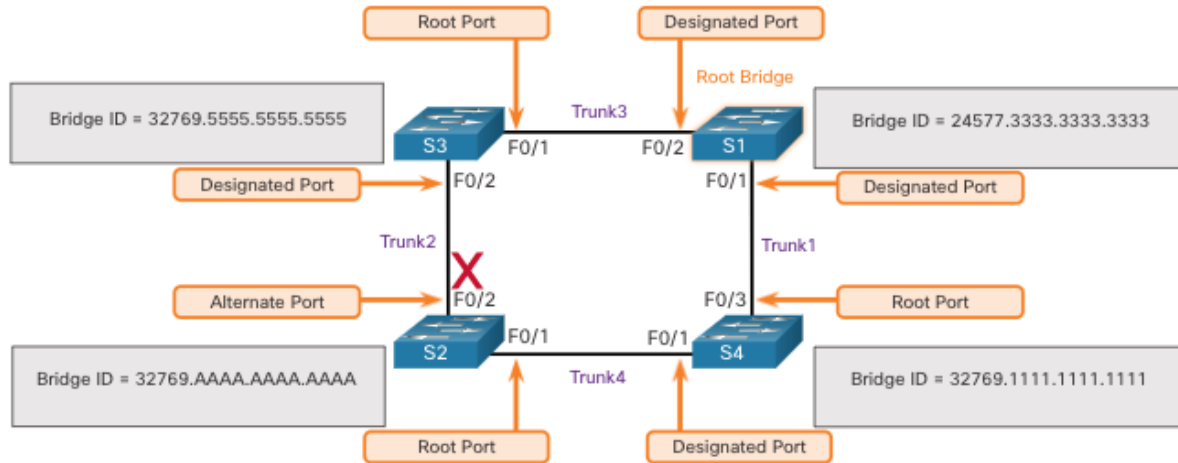 Root Port
Designated Port
Root Bridge
Bridge ID = 32769.5555.5555.5555
Trunk3
Bridge ID = 24577.3333.3333.3333
S3
F0/1
F0/2
S1
Designated Port
F0/2
F0/1
Designated Port
Trunk2
Trunk1
X
Alternate Port
F0/2
F0/3
Root Port
S2
F0/1
F0/1
S4
Bridge ID = 32769.AAAA.AAAA.AAAA
Trunk4
Bridge ID = 32769.1111.1111.1111
Root Port
Designated Port